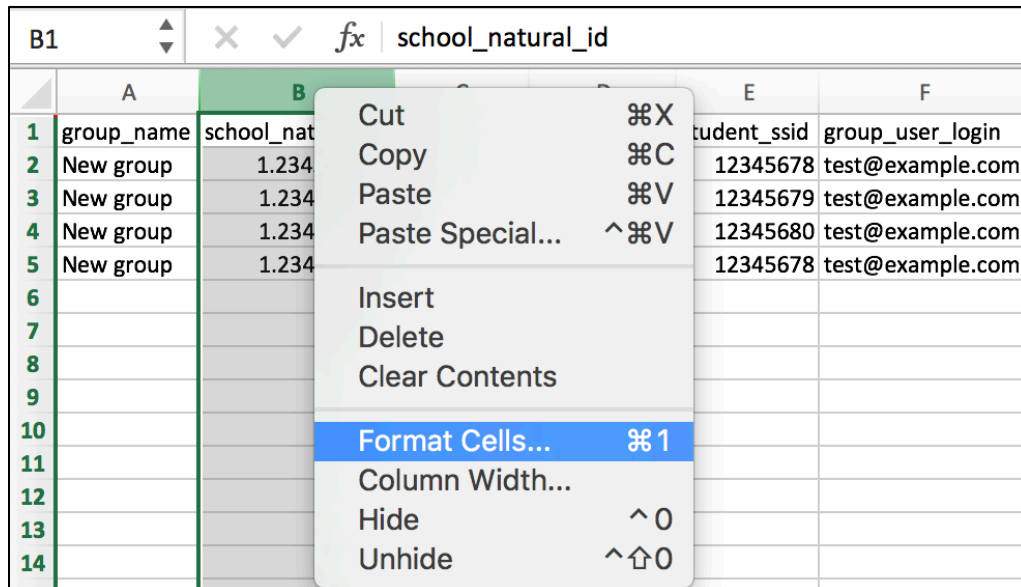 B1 fx school_natural_id
A B E F
1 group_name school_nat tudent_ssid group_user_login
2 New group 1.234 12345678 test@example.com
3 New group 1.234 12345679 test@example.com
4 New group 1.234 12345680 test@example.com
5 New group 1.234 12345678 test@example.com
6
7
8
9
10
11
12
13
14
Cut ⌘X
Copy ⌘C
Paste ⌘V
Paste Special... ^⌘V
Insert
Delete
Clear Contents
Format Cells... ⌘1
Column Width...
Hide ^0
Unhide ^⇧0